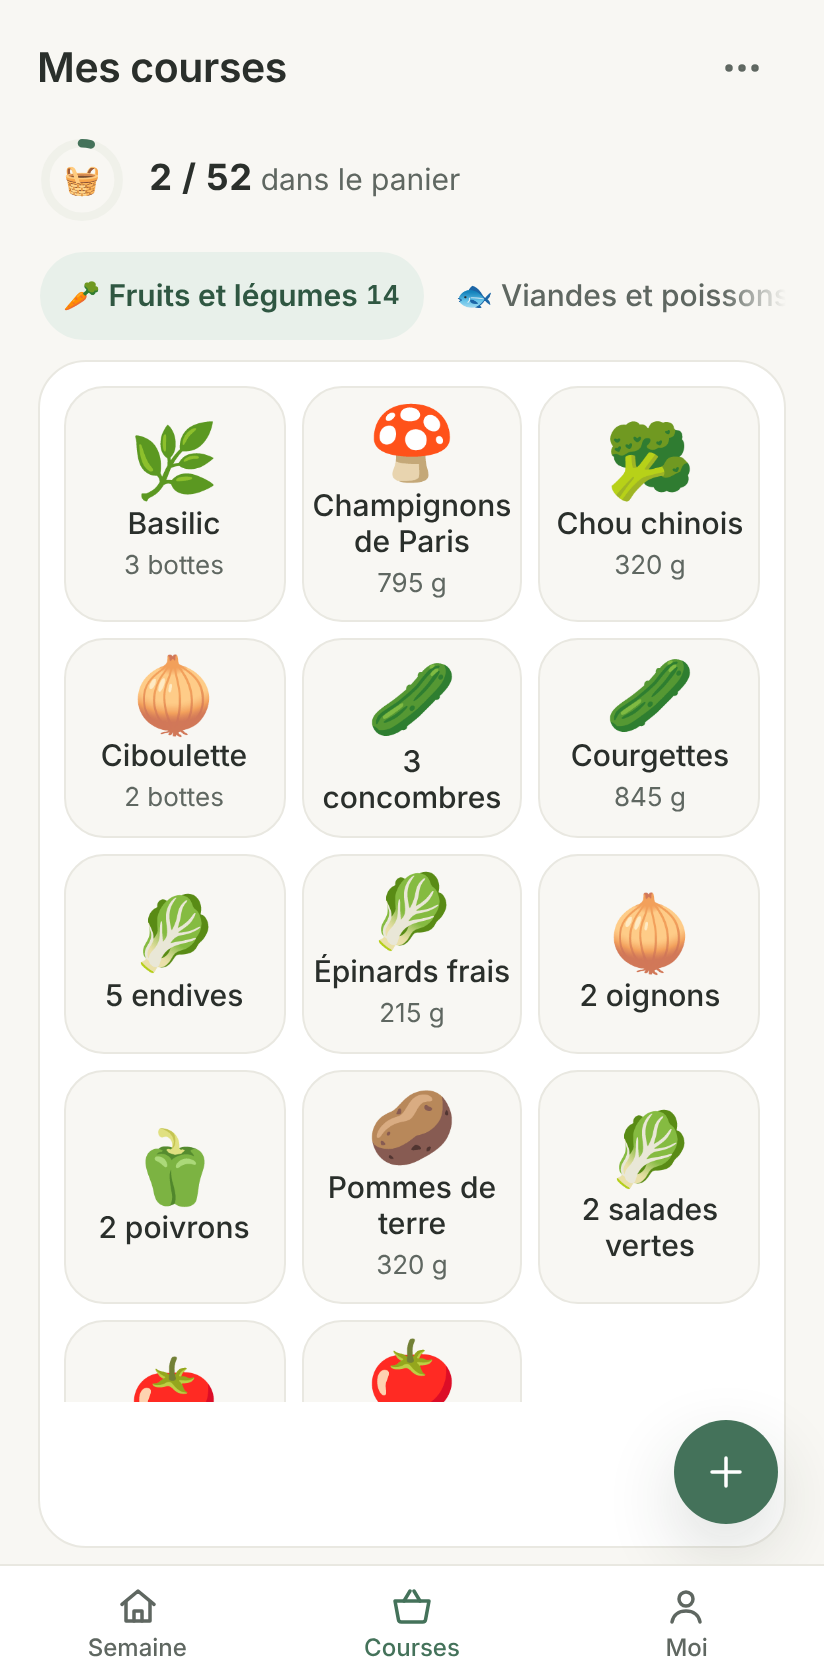 Mes courses
2 / 52 dans le panier
Fruits et légumes 14
Viandes et poissons
Basilic
3 bottes
Champignons
de Paris
795 g
Chou chinois
320 g
Ciboulette
2 bottes
3
concombres
Courgettes
845 g
5 endives
Épinards frais
215 g
2 oignons
2 poivrons
Pommes de
terre
320 g
2 salades
vertes
Semaine
Courses
Moi